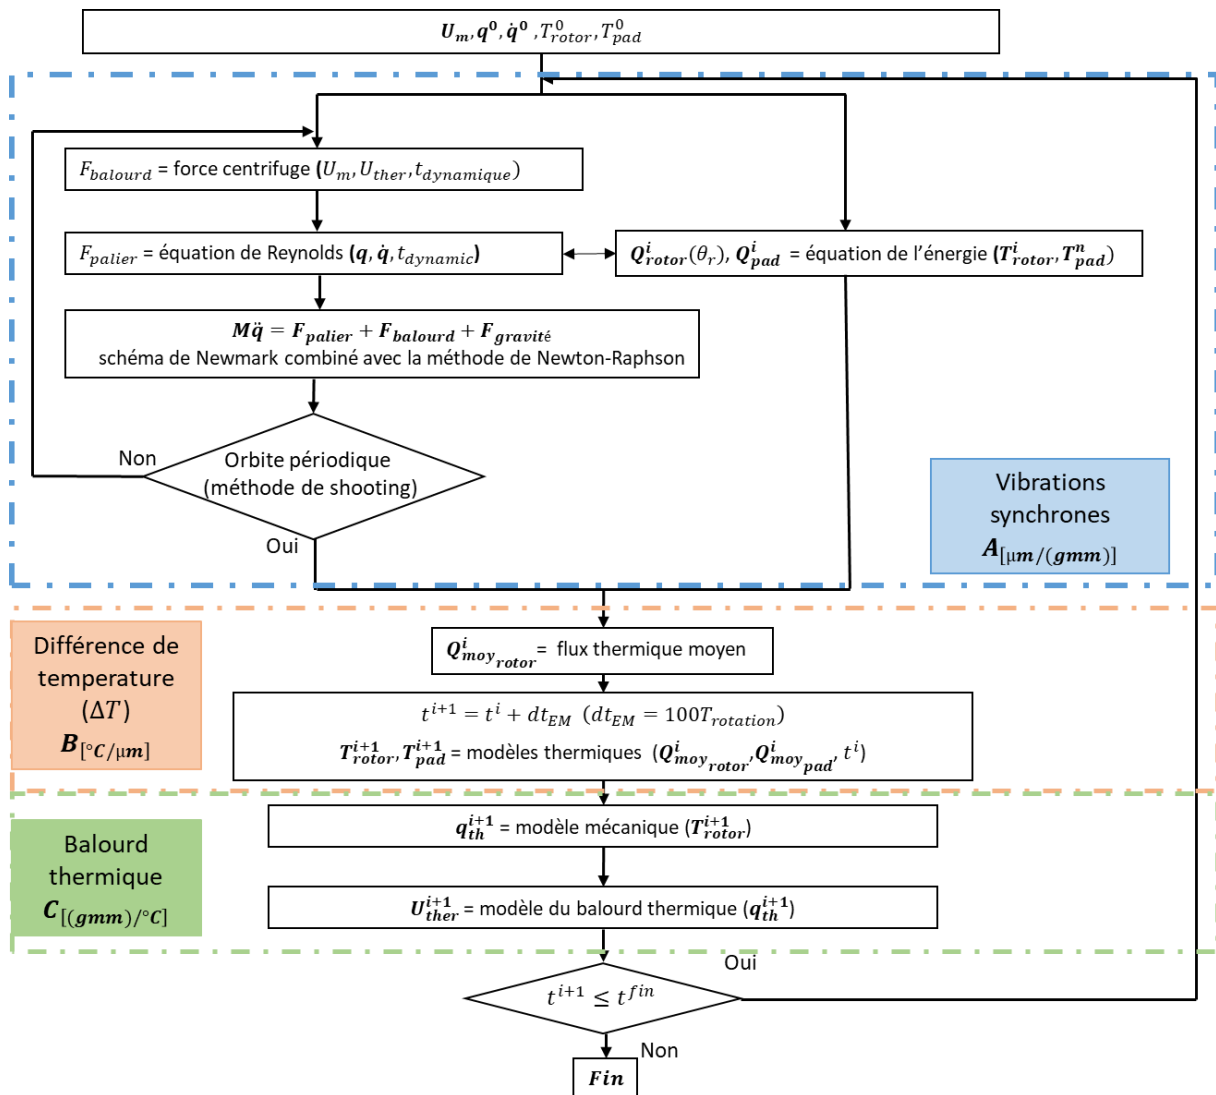 U_m, q^0, q̇^0 ,T^0_rotor, T^0_pad
F_balourd = force centrifuge (U_m, U_ther, t_dynamique)
F_palier = équation de Reynolds (q, q̇, t_dynamic)
Q^i_rotor(θ_r), Q^i_pad = équation de l'énergie (T^i_rotor, T^n_pad)
Mq̈ = F_palier + F_balourd + F_gravité
schéma de Newmark combiné avec la méthode de Newton-Raphson
Non
Orbite périodique
(méthode de shooting)
Oui
Vibrations
synchrones
A[μm/(gmm)]
Différence de
temperature
(ΔT)
B[°C/μm]
Q^i_moy_rotor = flux thermique moyen
t^{i+1} = t^i + dt_EM (dt_EM = 100T_rotation)
T^{i+1}_rotor, T^{i+1}_pad = modèles thermiques (Q^i_moy_rotor, Q^i_moy_pad, t^i)
Balourd
thermique
C[(gmm)/°C]
q^{i+1}_th = modèle mécanique (T^{i+1}_rotor)
U^{i+1}_ther = modèle du balourd thermique (q^{i+1}_th)
Oui
t^{i+1} ≤ t^fin
Non
Fin